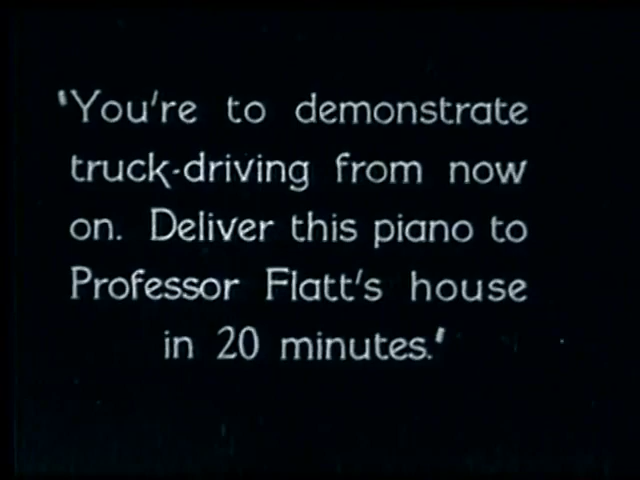 'You're to demonstrate
truck-driving from now
on. Deliver this piano to
Professor Flatt's house
in 20 minutes.'